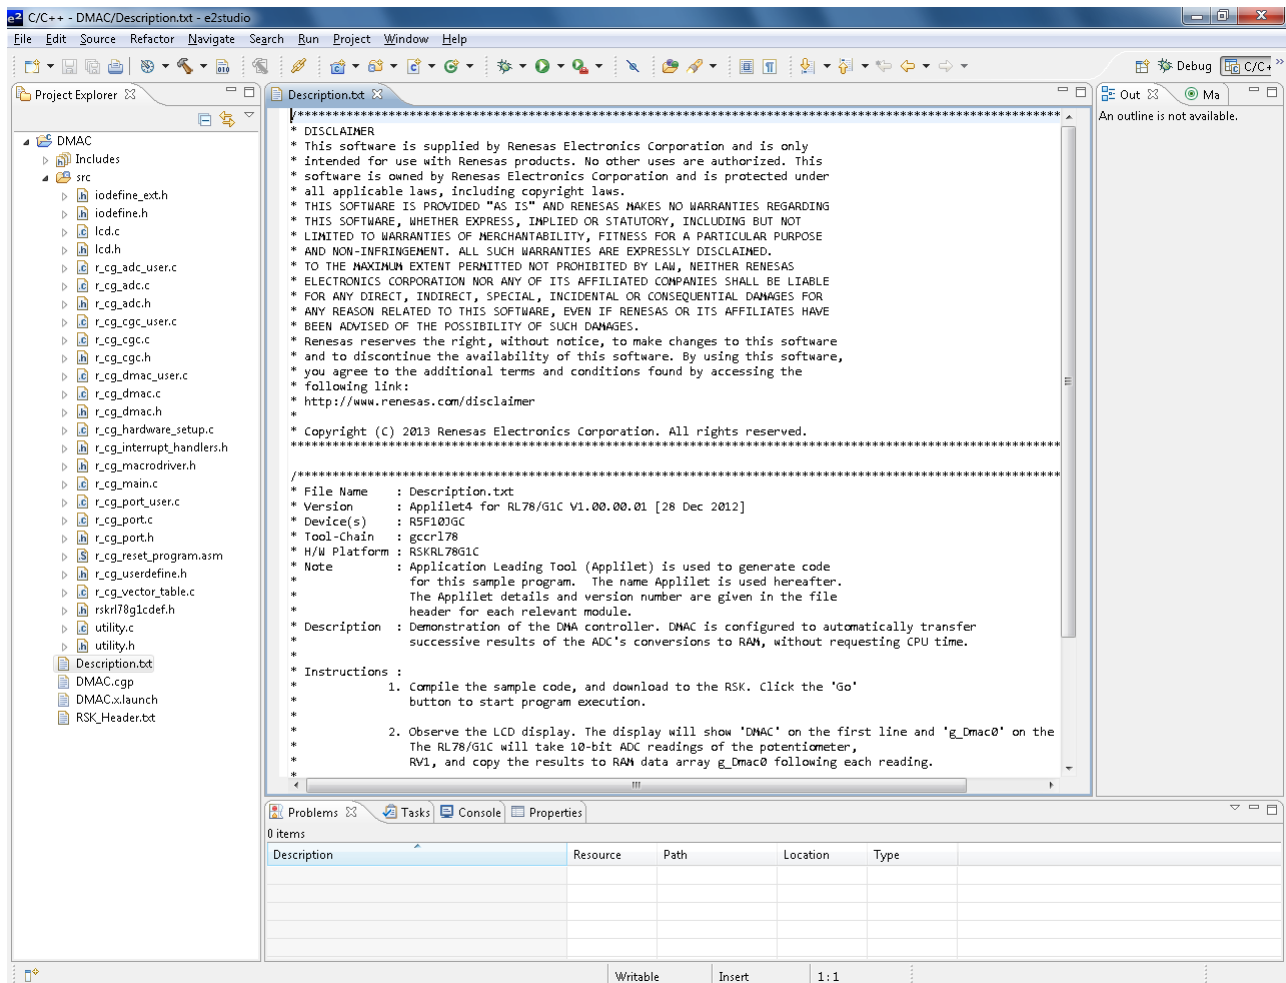 C/C++ - DMAC/Description.txt - e2studio
File Edit Source Refactor Navigate Search Run Project Window Help
Debug C/C+
Project Explorer
DMAC
Includes
src
iodefine_ext.h
iodefine.h
lcd.c
lcd.h
r_cg_adc_user.c
r_cg_adc.c
r_cg_adc.h
r_cg_cgc_user.c
r_cg_cgc.c
r_cg_cgc.h
r_cg_dmac_user.c
r_cg_dmac.c
r_cg_dmac.h
r_cg_hardware_setup.c
r_cg_interrupt_handlers.h
r_cg_macrodriver.h
r_cg_main.c
r_cg_port_user.c
r_cg_port.c
r_cg_port.h
r_cg_reset_program.asm
r_cg_userdefine.h
r_cg_vector_table.c
rskrl78g1cdef.h
utility.c
utility.h
Description.txt
DMAC.cgp
DMAC.x.launch
RSK_Header.txt
Description.txt
* DISCLAIMER
* This software is supplied by Renesas Electronics Corporation and is only
* intended for use with Renesas products. No other uses are authorized. This
* software is owned by Renesas Electronics Corporation and is protected under
* all applicable laws, including copyright laws.
* THIS SOFTWARE IS PROVIDED "AS IS" AND RENESAS MAKES NO WARRANTIES REGARDING
* THIS SOFTWARE, WHETHER EXPRESS, IMPLIED OR STATUTORY, INCLUDING BUT NOT
* LIMITED TO WARRANTIES OF MERCHANTABILITY, FITNESS FOR A PARTICULAR PURPOSE
* AND NON-INFRINGEMENT. ALL SUCH WARRANTIES ARE EXPRESSLY DISCLAIMED.
* TO THE MAXIMUM EXTENT PERMITTED NOT PROHIBITED BY LAW, NEITHER RENESAS
* ELECTRONICS CORPORATION NOR ANY OF ITS AFFILIATED COMPANIES SHALL BE LIABLE
* FOR ANY DIRECT, INDIRECT, SPECIAL, INCIDENTAL OR CONSEQUENTIAL DAMAGES FOR
* ANY REASON RELATED TO THIS SOFTWARE, EVEN IF RENESAS OR ITS AFFILIATES HAVE
* BEEN ADVISED OF THE POSSIBILITY OF SUCH DAMAGES.
* Renesas reserves the right, without notice, to make changes to this software
* and to discontinue the availability of this software. By using this software,
* you agree to the additional terms and conditions found by accessing the
* following link:
* http://www.renesas.com/disclaimer
*
* Copyright (C) 2013 Renesas Electronics Corporation. All rights reserved.
* File Name : Description.txt
* Version : Applilet4 for RL78/G1C V1.00.00.01 [28 Dec 2012]
* Device(s) : R5F10JGC
* Tool-Chain : gccrl78
* H/W Platform : RSKRL78G1C
* Note : Application Leading Tool (Applilet) is used to generate code
* for this sample program. The name Applilet is used hereafter.
* The Applilet details and version number are given in the file
* header for each relevant module.
* Description : Demonstration of the DMA controller. DMAC is configured to automatically transfer
* successive results of the ADC's conversions to RAM, without requesting CPU time.
*
* Instructions :
* 1. Compile the sample code, and download to the RSK. Click the 'Go'
* button to start program execution.
*
* 2. Observe the LCD display. The display will show 'DMAC' on the first line and 'g_Dmac0' on the
* The RL78/G1C will take 10-bit ADC readings of the potentiometer,
* RV1, and copy the results to RAM data array g_Dmac0 following each reading.
*
Out Ma
An outline is not available.
Problems Tasks Console Properties
0 items
Description Resource Path Location Type
Writable Insert 1:1